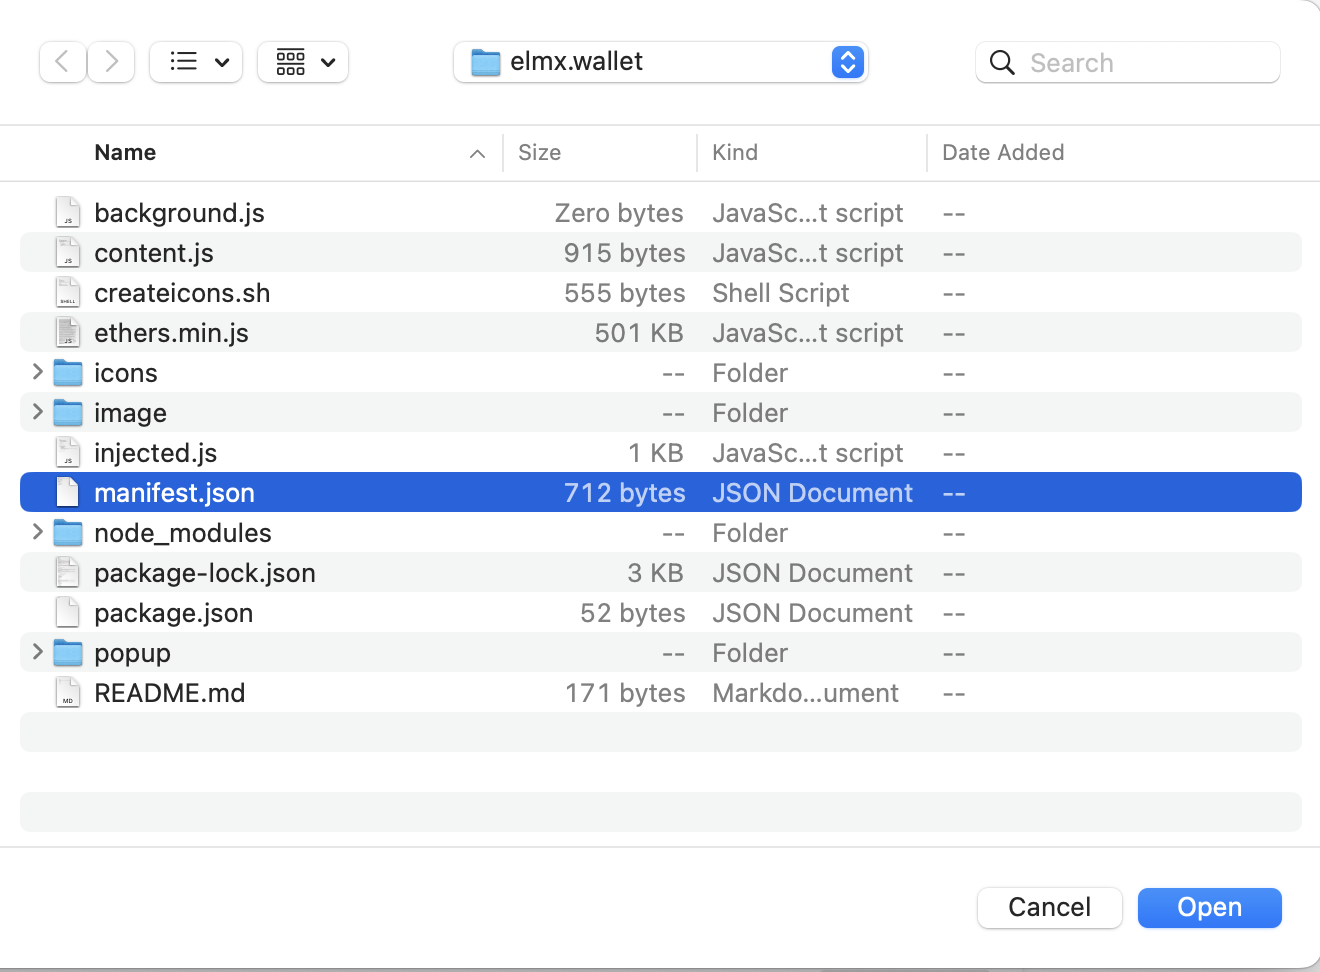 elmx.wallet
Search
Name Size Kind Date Added
background.js Zero bytes JavaSc...t script --
content.js 915 bytes JavaSc...t script --
createicons.sh 555 bytes Shell Script --
ethers.min.js 501 KB JavaSc...t script --
icons -- Folder --
image -- Folder --
injected.js 1 KB JavaSc...t script --
manifest.json 712 bytes JSON Document --
node_modules -- Folder --
package-lock.json 3 KB JSON Document --
package.json 52 bytes JSON Document --
popup -- Folder --
README.md 171 bytes Markdo...ument --
Cancel Open